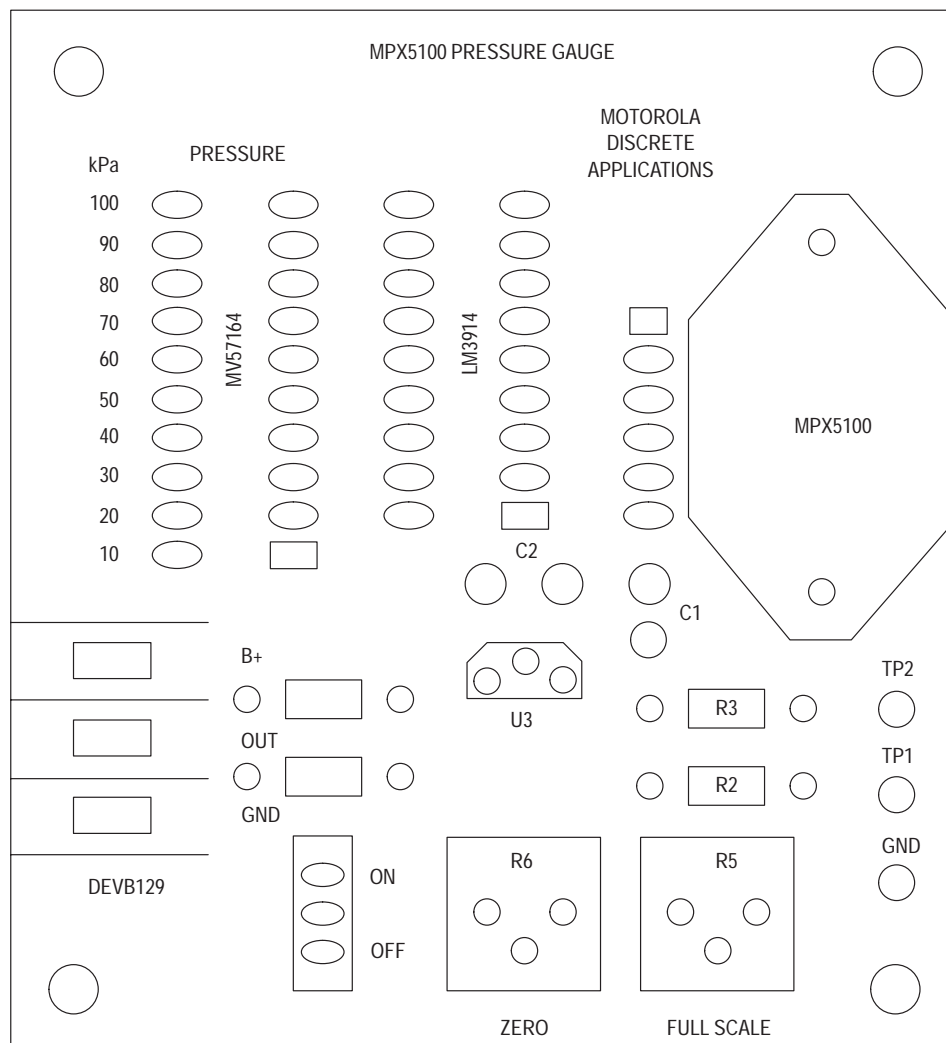 MPX5100 PRESSURE GAUGE
MOTOROLA
DISCRETE
APPLICATIONS
PRESSURE
kPa
100
90
80
70
60
50
40
30
20
10
MV57164
LM3914
MPX5100
C2
C1
B+
OUT
GND
U3
R3
R2
TP2
TP1
GND
DEVB129
ON
OFF
R6
R5
ZERO
FULL SCALE